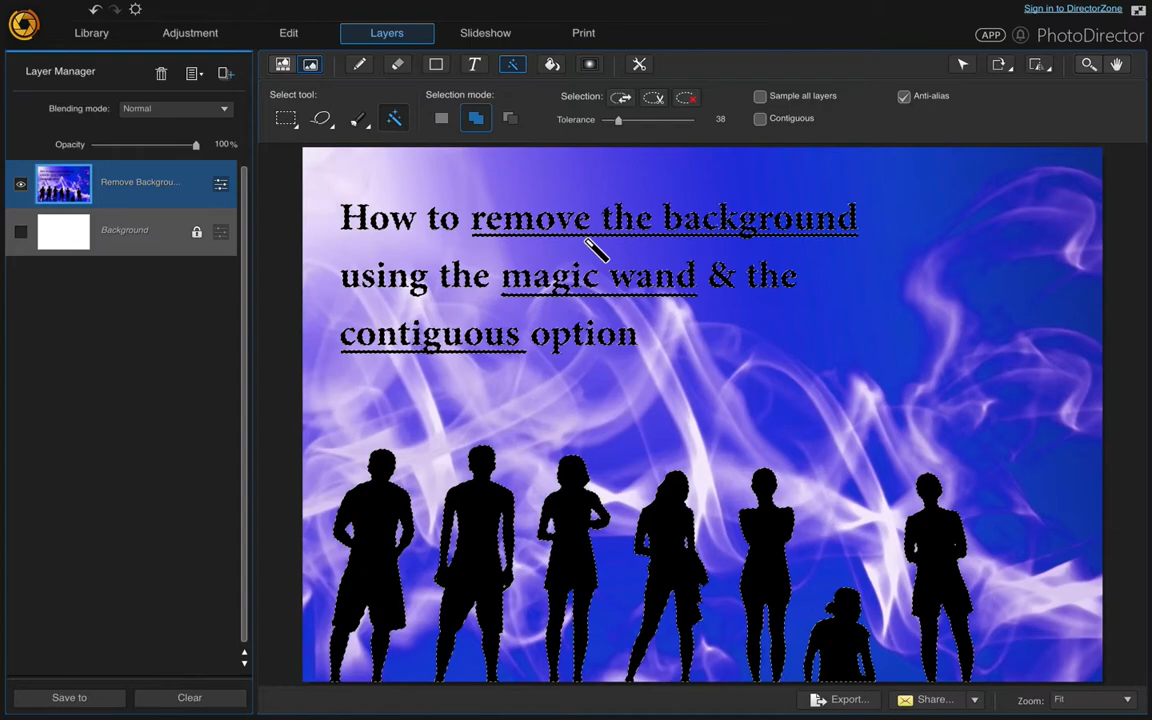 Sign in to DirectorZone
Library
Adjustment
Edit
Layers
Slideshow
Print
APP
PhotoDirector
Layer Manager
Select tool:
Selection mode:
Selection:
Sample all layers
Anti-alias
Tolerance
38
Contiguous
Blending mode:
Normal
Opacity
100%
Remove Backgrou...
Background
How to remove the background
using the magic wand & the
contiguous option
Save to
Clear
Export...
Share...
Zoom:
Fit